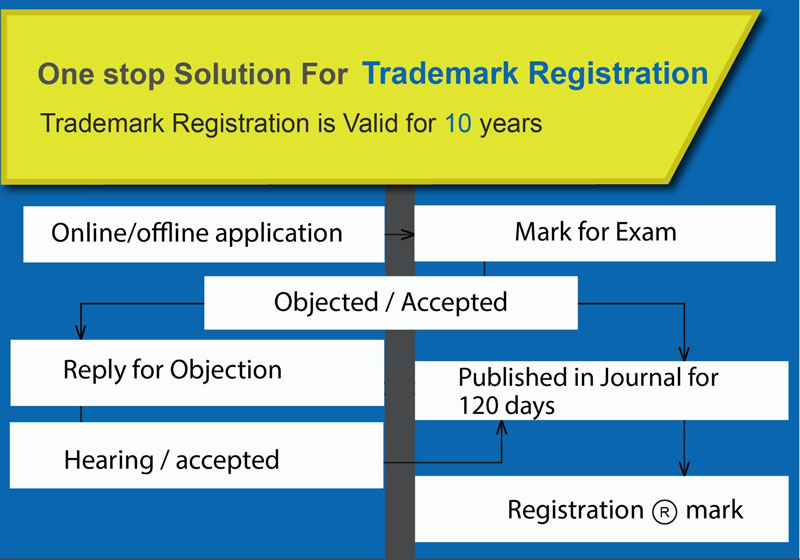 One stop Solution For Trademark Registration
Trademark Registration is Valid for 10 years
Online/offline application
Mark for Exam
Objected / Accepted
Reply for Objection
Published in Journal for
120 days
Hearing / accepted
Registration ® mark